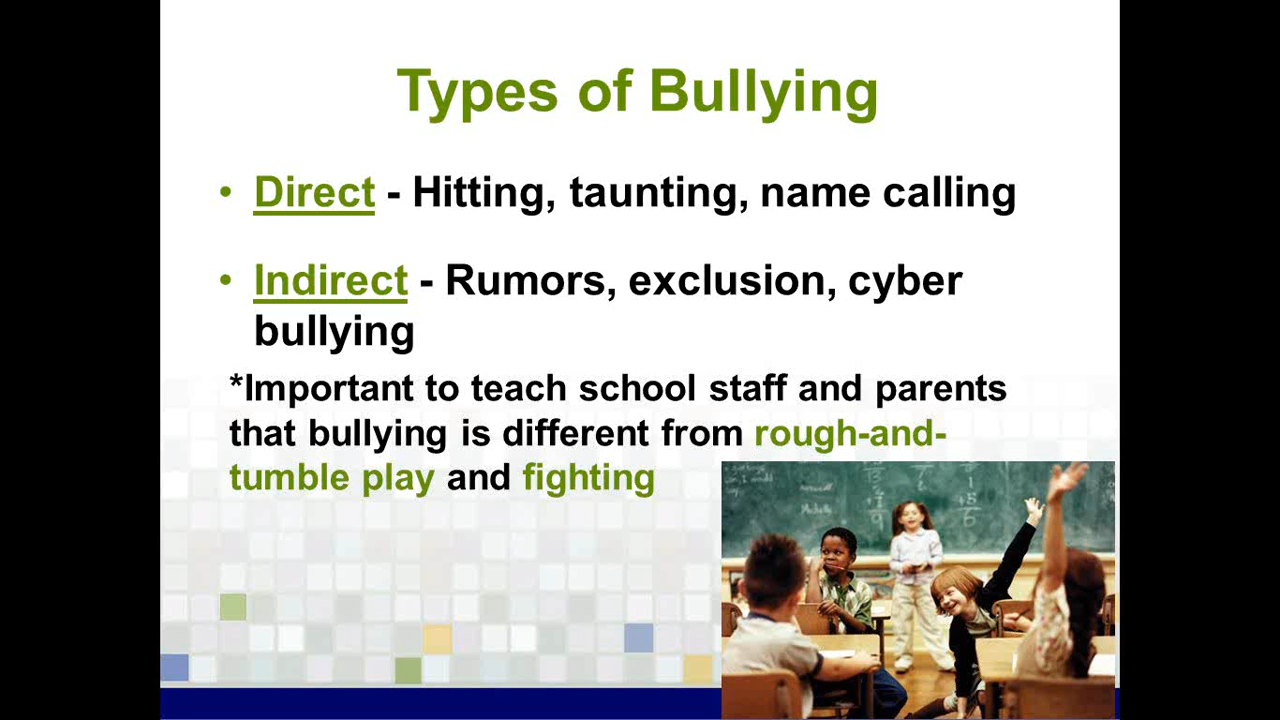 Types of Bullying
• Direct - Hitting, taunting, name calling
• Indirect - Rumors, exclusion, cyber
bullying
*Important to teach school staff and parents
that bullying is different from rough-and-
tumble play and fighting